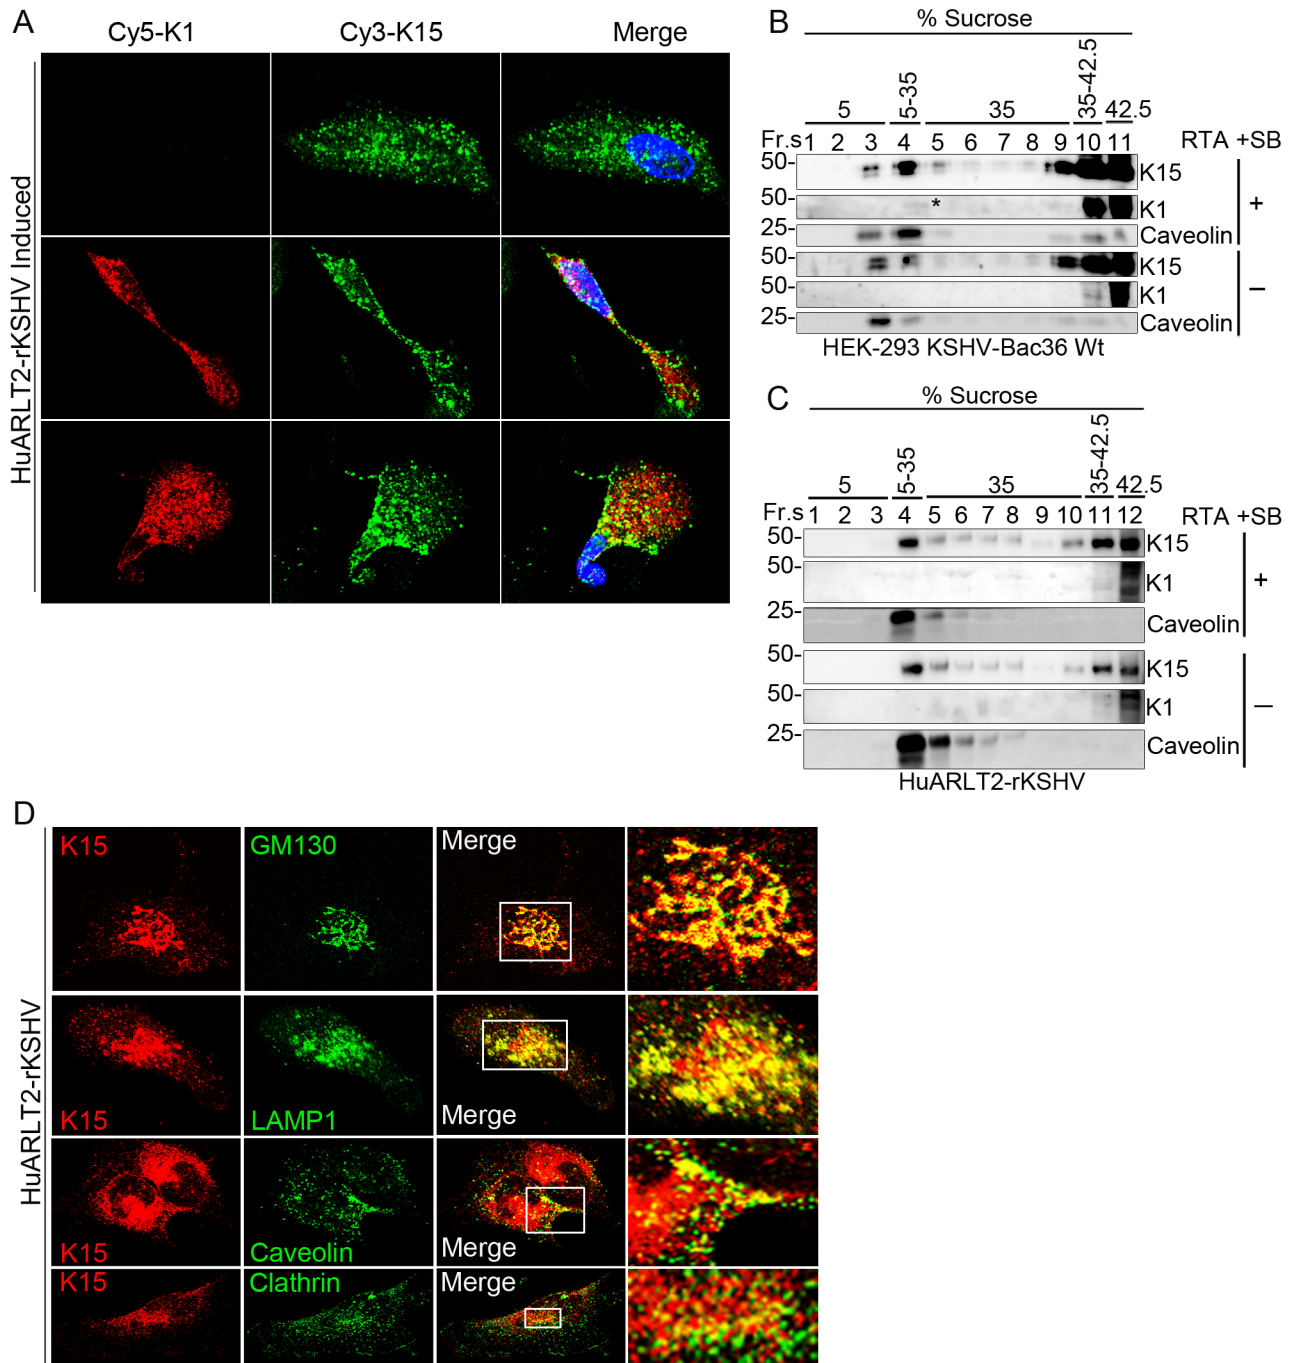 A
Cy5-K1 Cy3-K15 Merge
HuARLT2-rKSHV Induced
B
% Sucrose
5 5-35 35 35-42.5 42.5
Fr.s 1 2 3 4 5 6 7 8 9 10 11 RTA +SB
50- K15
50- * K1
25- Caveolin
+
50- K15
50- K1
25- Caveolin
–
HEK-293 KSHV-Bac36 Wt
C
% Sucrose
5 5-35 35 35-42.5 42.5
Fr.s 1 2 3 4 5 6 7 8 9 10 11 12 RTA +SB
50- K15
50- K1
25- Caveolin
+
50- K15
50- K1
25- Caveolin
–
HuARLT2-rKSHV
D
HuARLT2-rKSHV
K15 GM130 Merge
K15 LAMP1 Merge
K15 Caveolin Merge
K15 Clathrin Merge